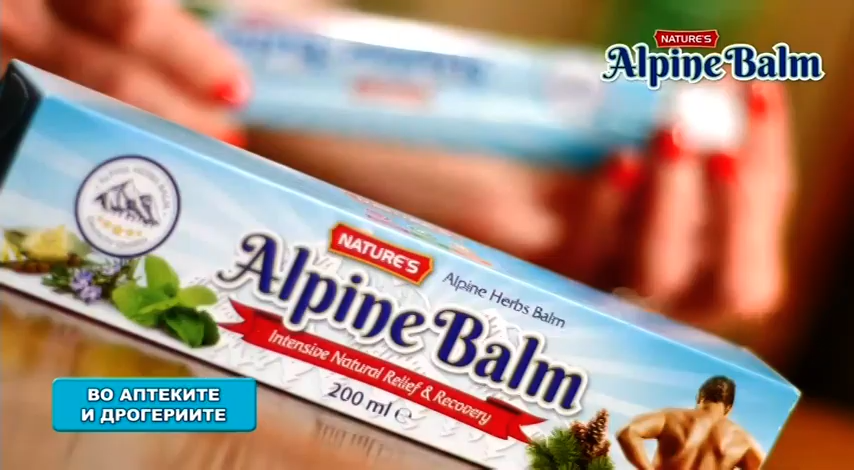 NATURE'S
Alpine Balm
NATURE'S
Alpine Herbs Balm
Alpine Balm
Intensive Natural Relief & Recovery
200 ml ℮
ВО АПТЕКИТЕ
И ДРОГЕРИИТЕ